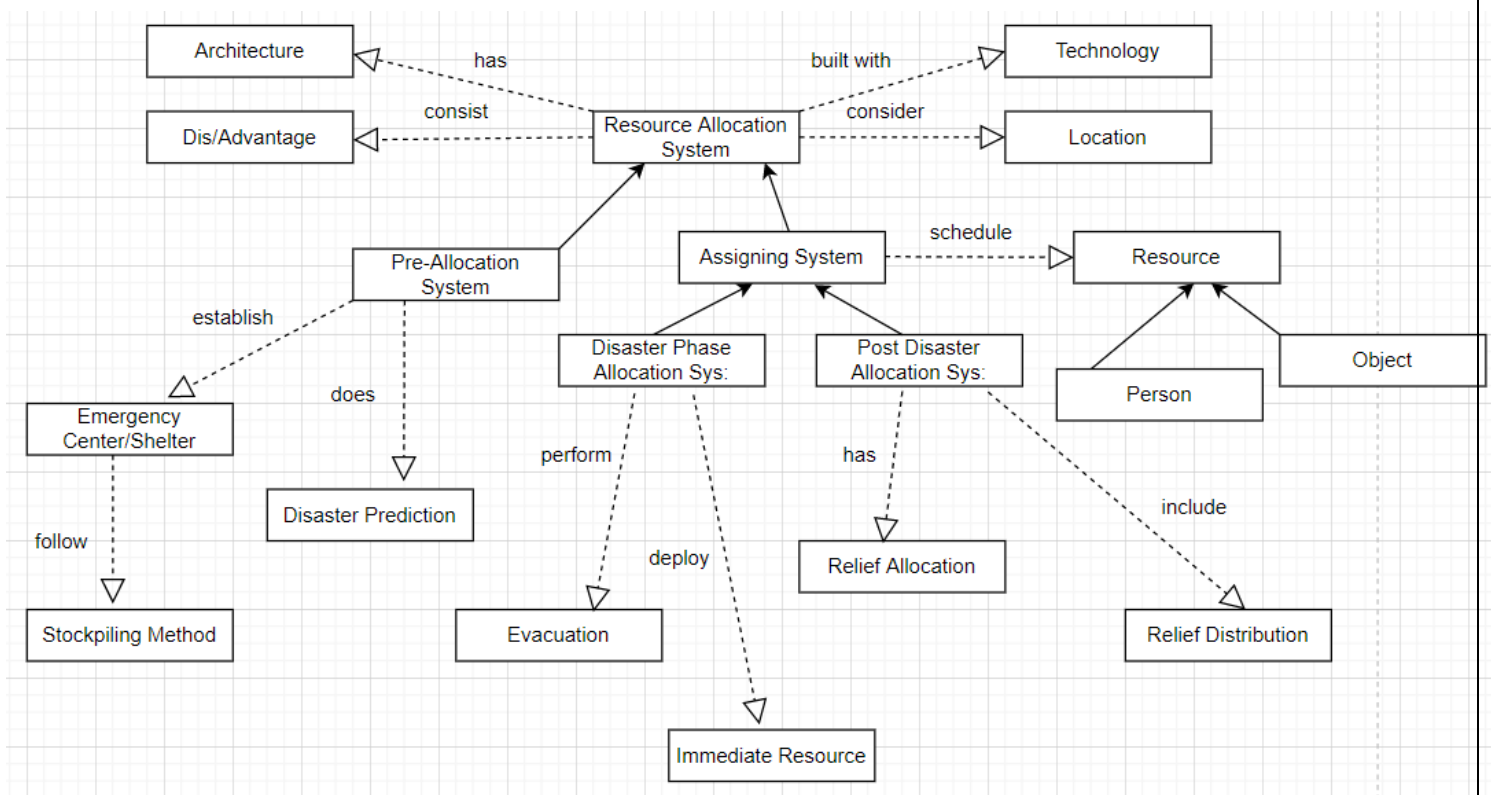 Architecture
has
built with
Technology
Dis/Advantage
consist
Resource Allocation
System
consider
Location
Pre-Allocation
System
Assigning System
schedule
Resource
establish
does
Disaster Phase
Allocation Sys:
Post Disaster
Allocation Sys:
Person
Object
Emergency
Center/Shelter
perform
has
include
follow
Disaster Prediction
deploy
Relief Allocation
Stockpiling Method
Evacuation
Relief Distribution
Immediate Resource